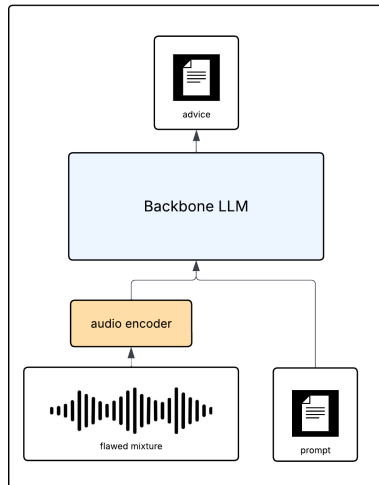 advice
Backbone LLM
audio encoder
flawed mixture
prompt